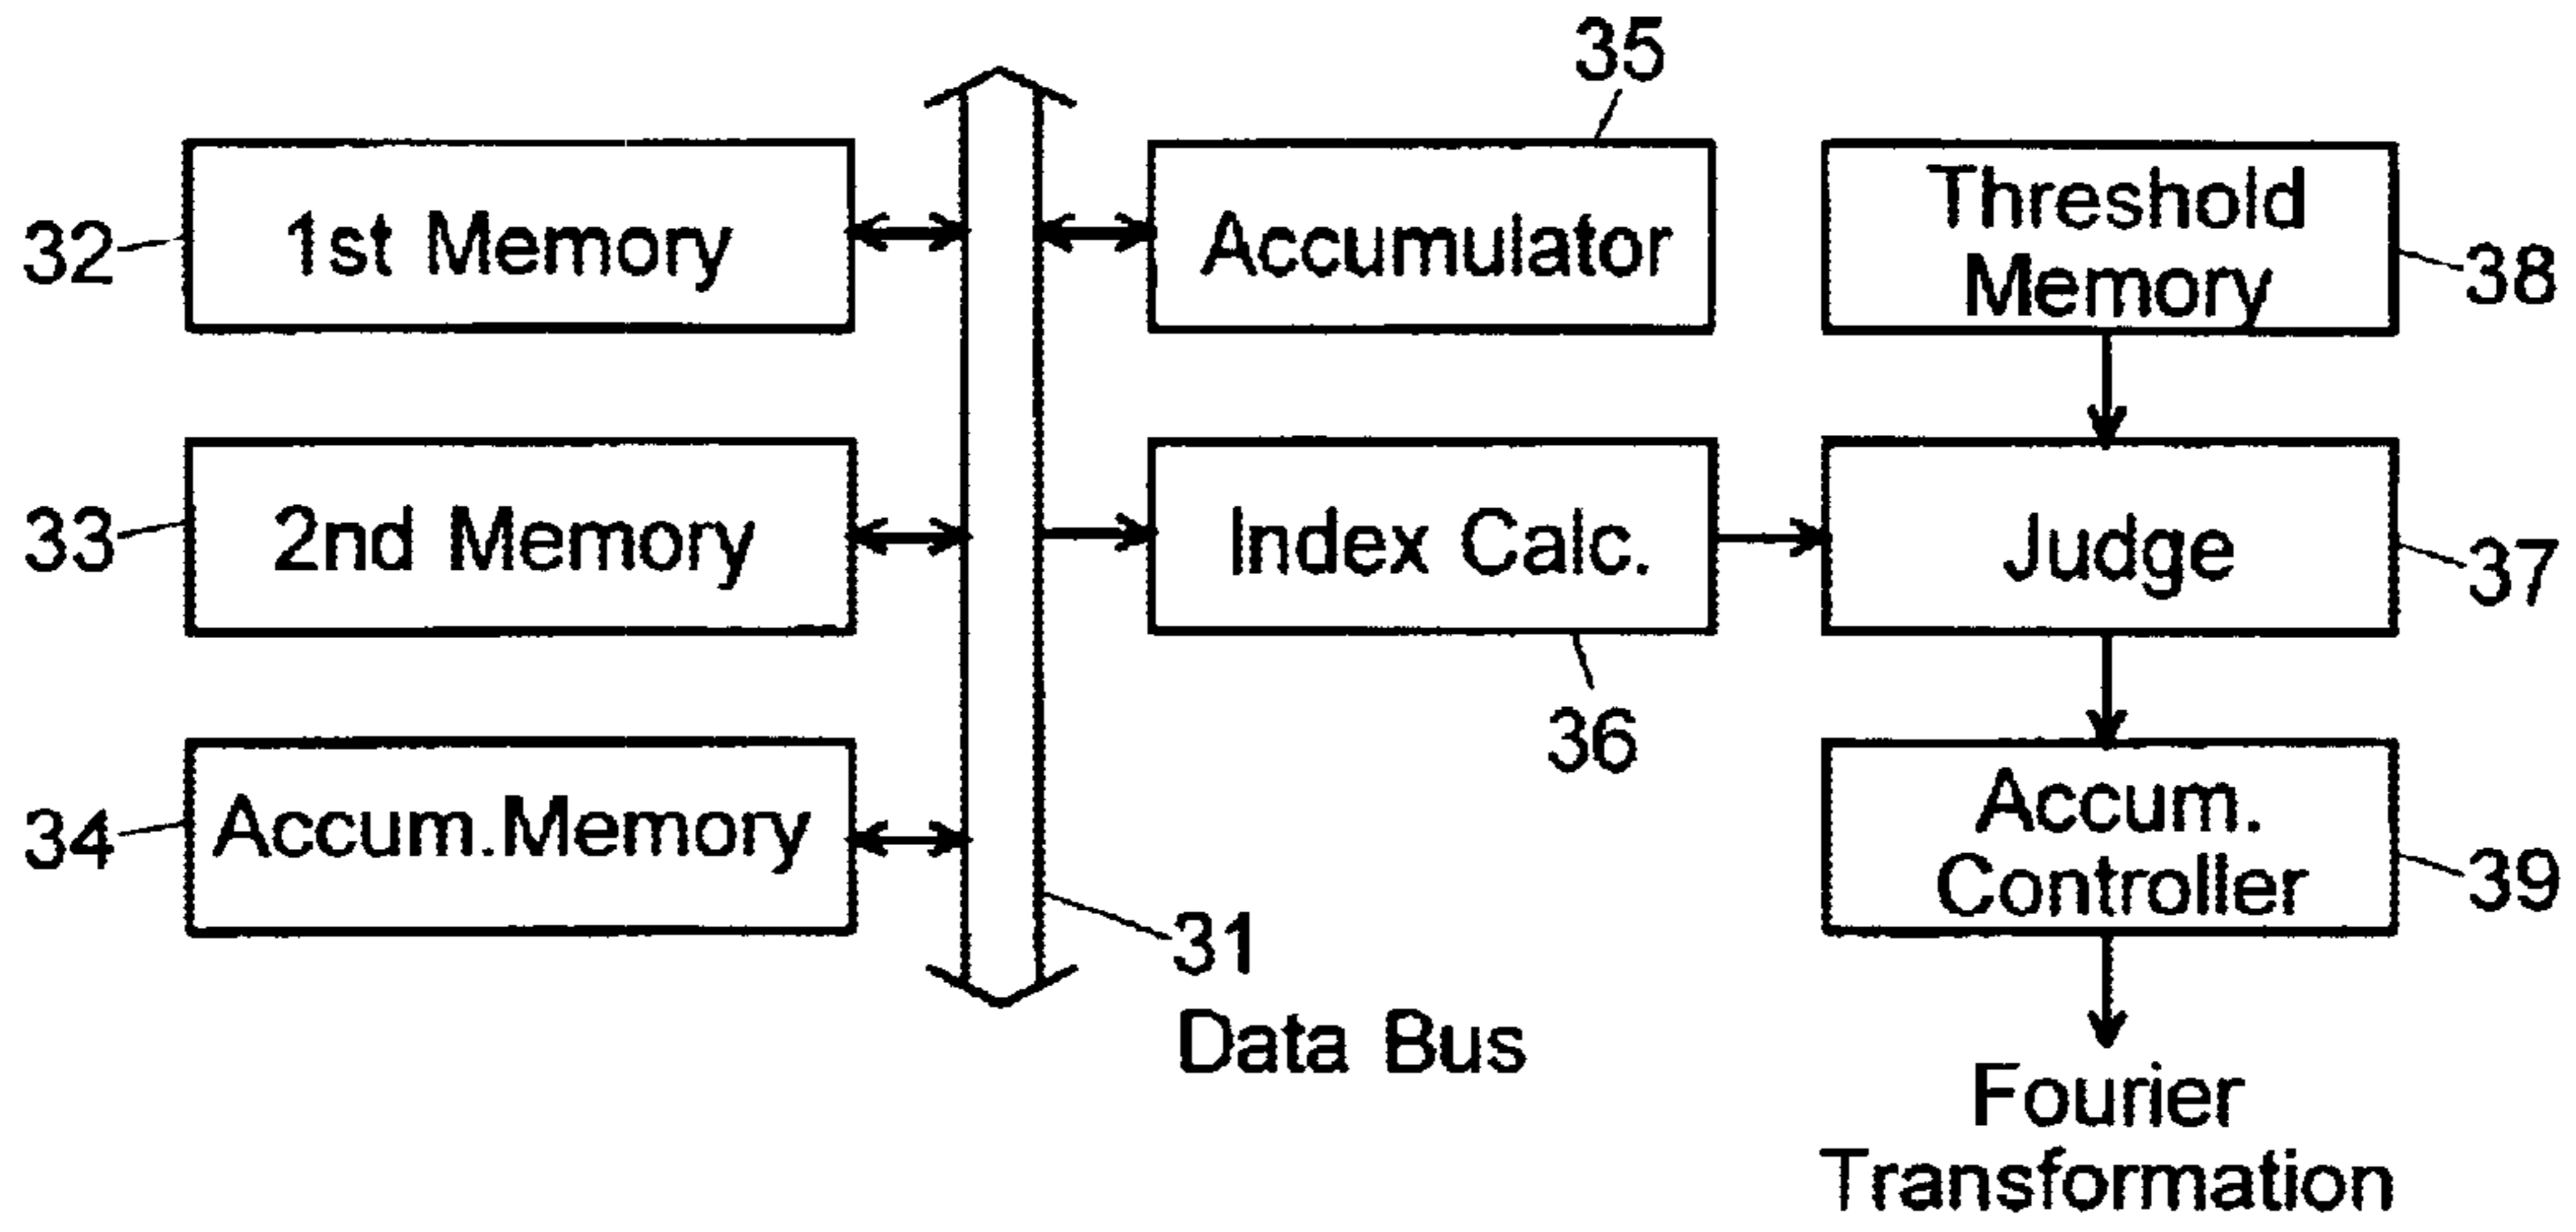 35
32
1st Memory
Accumulator
Threshold
Memory
38
33
2nd Memory
Index Calc.
Judge
37
36
34
Accum.Memory
Accum.
Controller
39
31
Data Bus
Fourier
Transformation